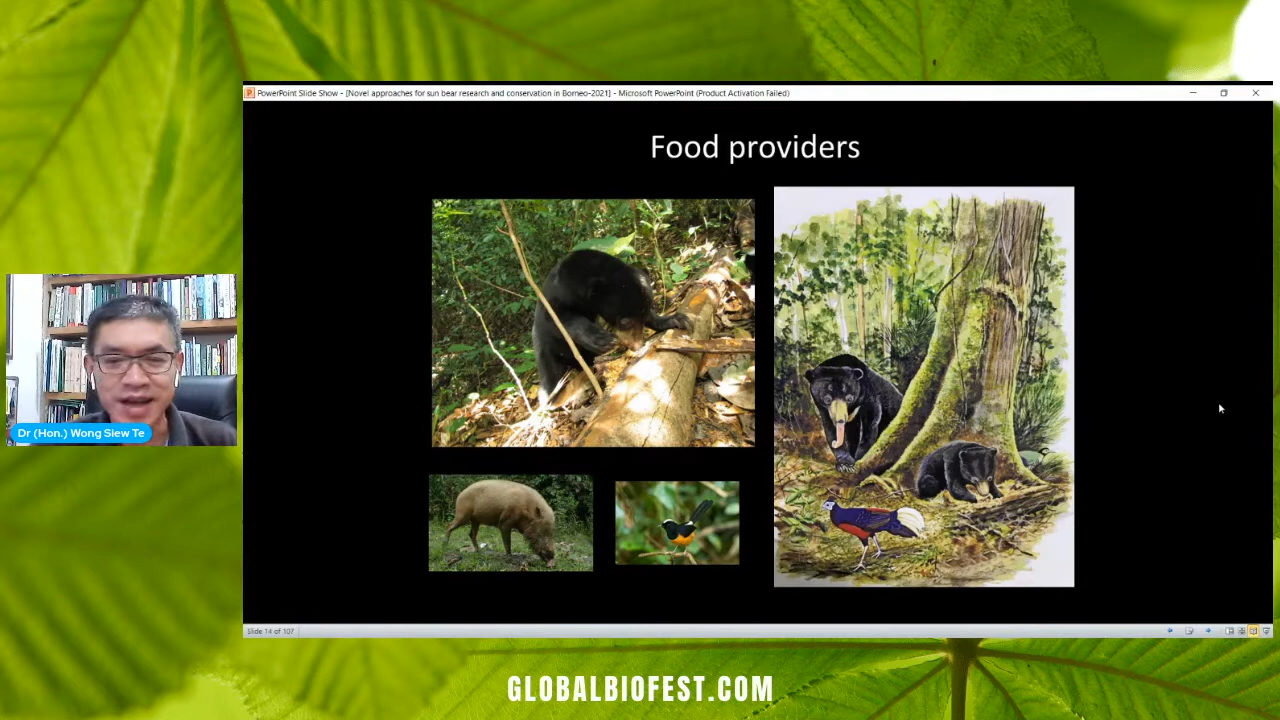 PowerPoint Slide Show - [Novel approaches for sun bear research and conservation in Borneo-2021] - Microsoft PowerPoint (Product Activation Failed)
Food providers
Dr (Hon.) Wong Siew Te
Slide 14 of 107
GLOBALBIOFEST.COM